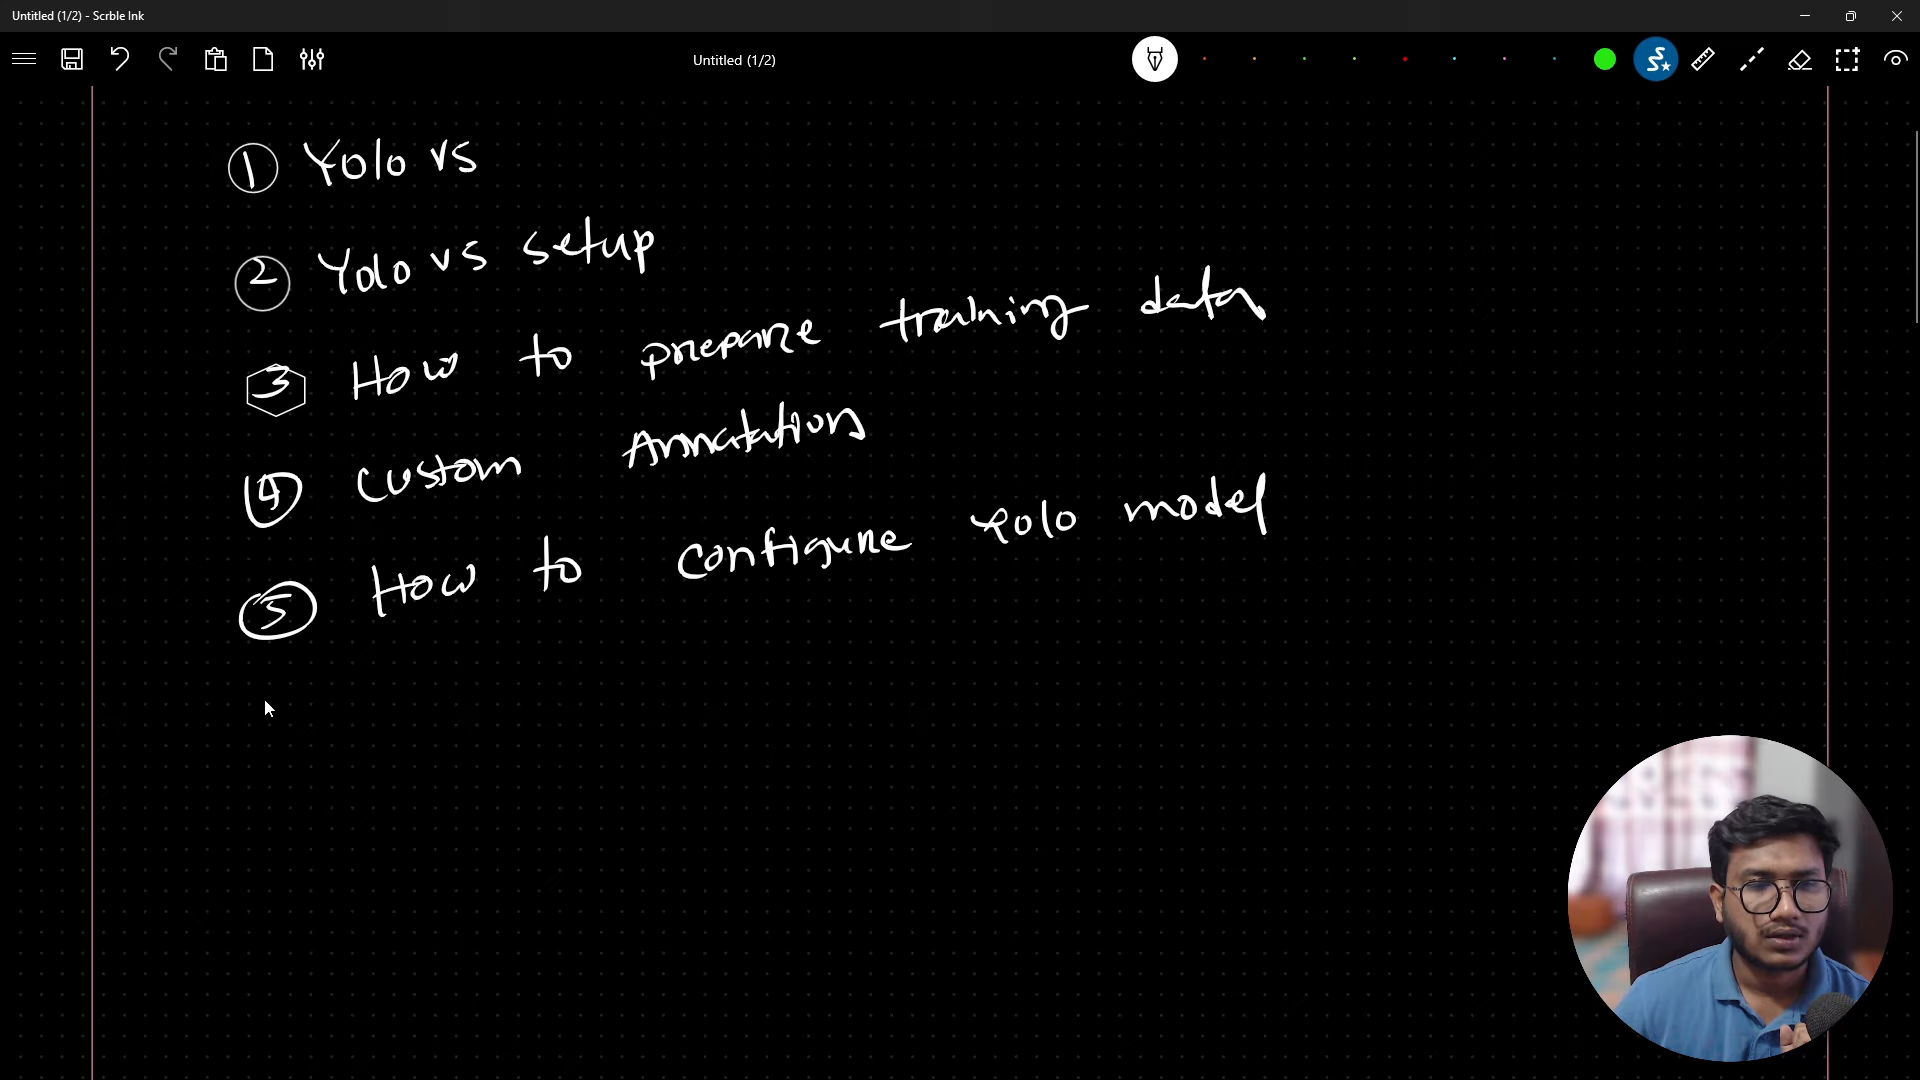 Untitled (1/2) - Scrble Ink
Untitled (1/2)
1 Yolo v5
2 Yolo v5 setup
3 How to prepare training data
4 Custom Annatation
5 How to configure Yolo model